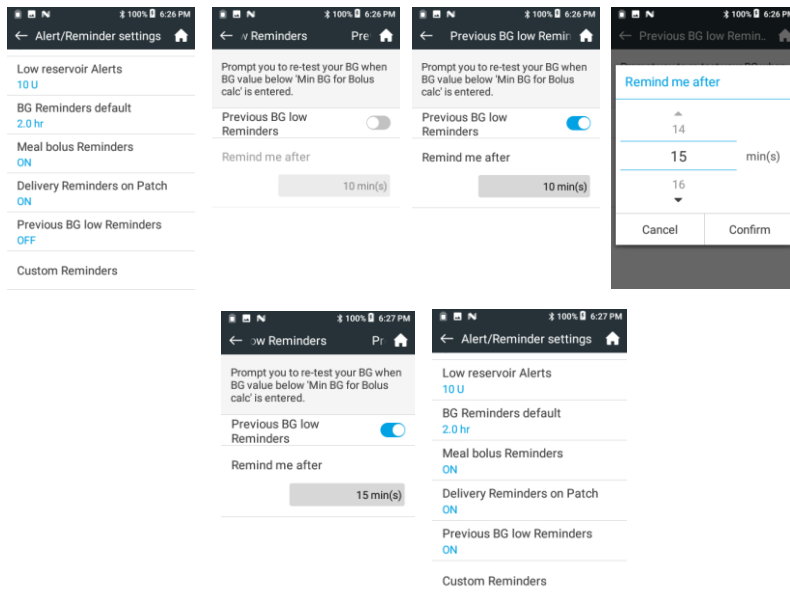 100% 6:26 PM
Alert/Reminder settings
Low reservoir Alerts
10 U
BG Reminders default
2.0 hr
Meal bolus Reminders
ON
Delivery Reminders on Patch
ON
Previous BG low Reminders
OFF
Custom Reminders
100% 6:26 PM
w Reminders Pre
Prompt you to re-test your BG when
BG value below 'Min BG for Bolus
calc' is entered.
Previous BG low
Reminders
Remind me after
10 min(s)
100% 6:26 PM
Previous BG low Remin
Prompt you to re-test your BG when
BG value below 'Min BG for Bolus
calc' is entered.
Previous BG low
Reminders
Remind me after
10 min(s)
100% 6:26 PM
Previous BG low Remin..
Remind me after
14
15 min(s)
16
Cancel Confirm
100% 6:27 PM
ow Reminders Pr
Prompt you to re-test your BG when
BG value below 'Min BG for Bolus
calc' is entered.
Previous BG low
Reminders
Remind me after
15 min(s)
100% 6:27 PM
Alert/Reminder settings
Low reservoir Alerts
10 U
BG Reminders default
2.0 hr
Meal bolus Reminders
ON
Delivery Reminders on Patch
ON
Previous BG low Reminders
ON
Custom Reminders